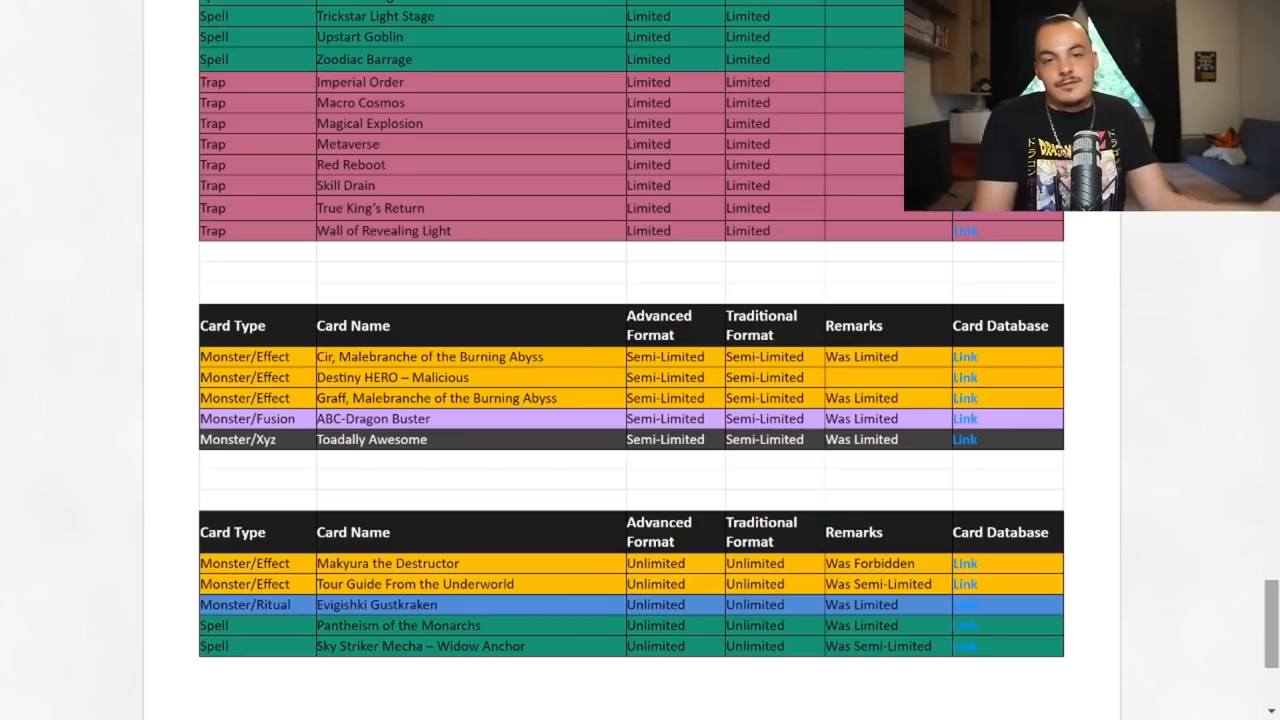 Spell Trickstar Light Stage Limited Limited
Spell Upstart Goblin Limited Limited
Spell Zoodiac Barrage Limited Limited
Trap Imperial Order Limited Limited
Trap Macro Cosmos Limited Limited
Trap Magical Explosion Limited Limited
Trap Metaverse Limited Limited
Trap Red Reboot Limited Limited
Trap Skill Drain Limited Limited
Trap True King's Return Limited Limited
Trap Wall of Revealing Light Limited Limited Link
Card Type Card Name Advanced Format Traditional Format Remarks Card Database
Monster/Effect Cir, Malebranche of the Burning Abyss Semi-Limited Semi-Limited Was Limited Link
Monster/Effect Destiny HERO – Malicious Semi-Limited Semi-Limited Link
Monster/Effect Graff, Malebranche of the Burning Abyss Semi-Limited Semi-Limited Was Limited Link
Monster/Fusion ABC-Dragon Buster Semi-Limited Semi-Limited Was Limited Link
Monster/Xyz Toadally Awesome Semi-Limited Semi-Limited Was Limited Link
Card Type Card Name Advanced Format Traditional Format Remarks Card Database
Monster/Effect Makyura the Destructor Unlimited Unlimited Was Forbidden Link
Monster/Effect Tour Guide From the Underworld Unlimited Unlimited Was Semi-Limited Link
Monster/Ritual Evigishki Gustkraken Unlimited Unlimited Was Limited Link
Spell Pantheism of the Monarchs Unlimited Unlimited Was Limited Link
Spell Sky Striker Mecha – Widow Anchor Unlimited Unlimited Was Semi-Limited Link